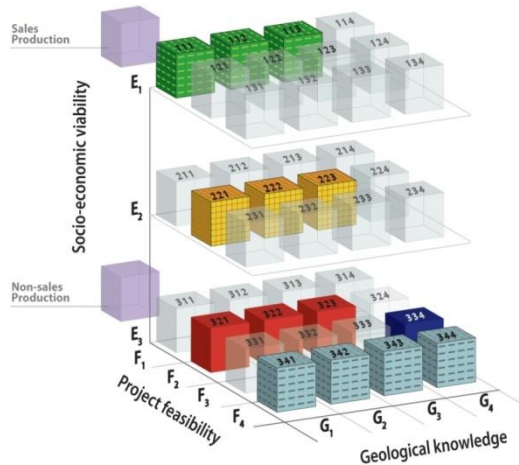 Sales
Production
114
113
112
111
124
123
122
121
134
133
132
131
E1
Socio-economic viability
214
213
212
211
224
223
222
221
234
233
232
231
E2
Non-sales
Production
314
313
312
311
324
323
322
321
334
333
332
331
344
343
342
341
E3
F1
F2
F3
F4
Project feasibility
G1
G2
G3
G4
Geological knowledge